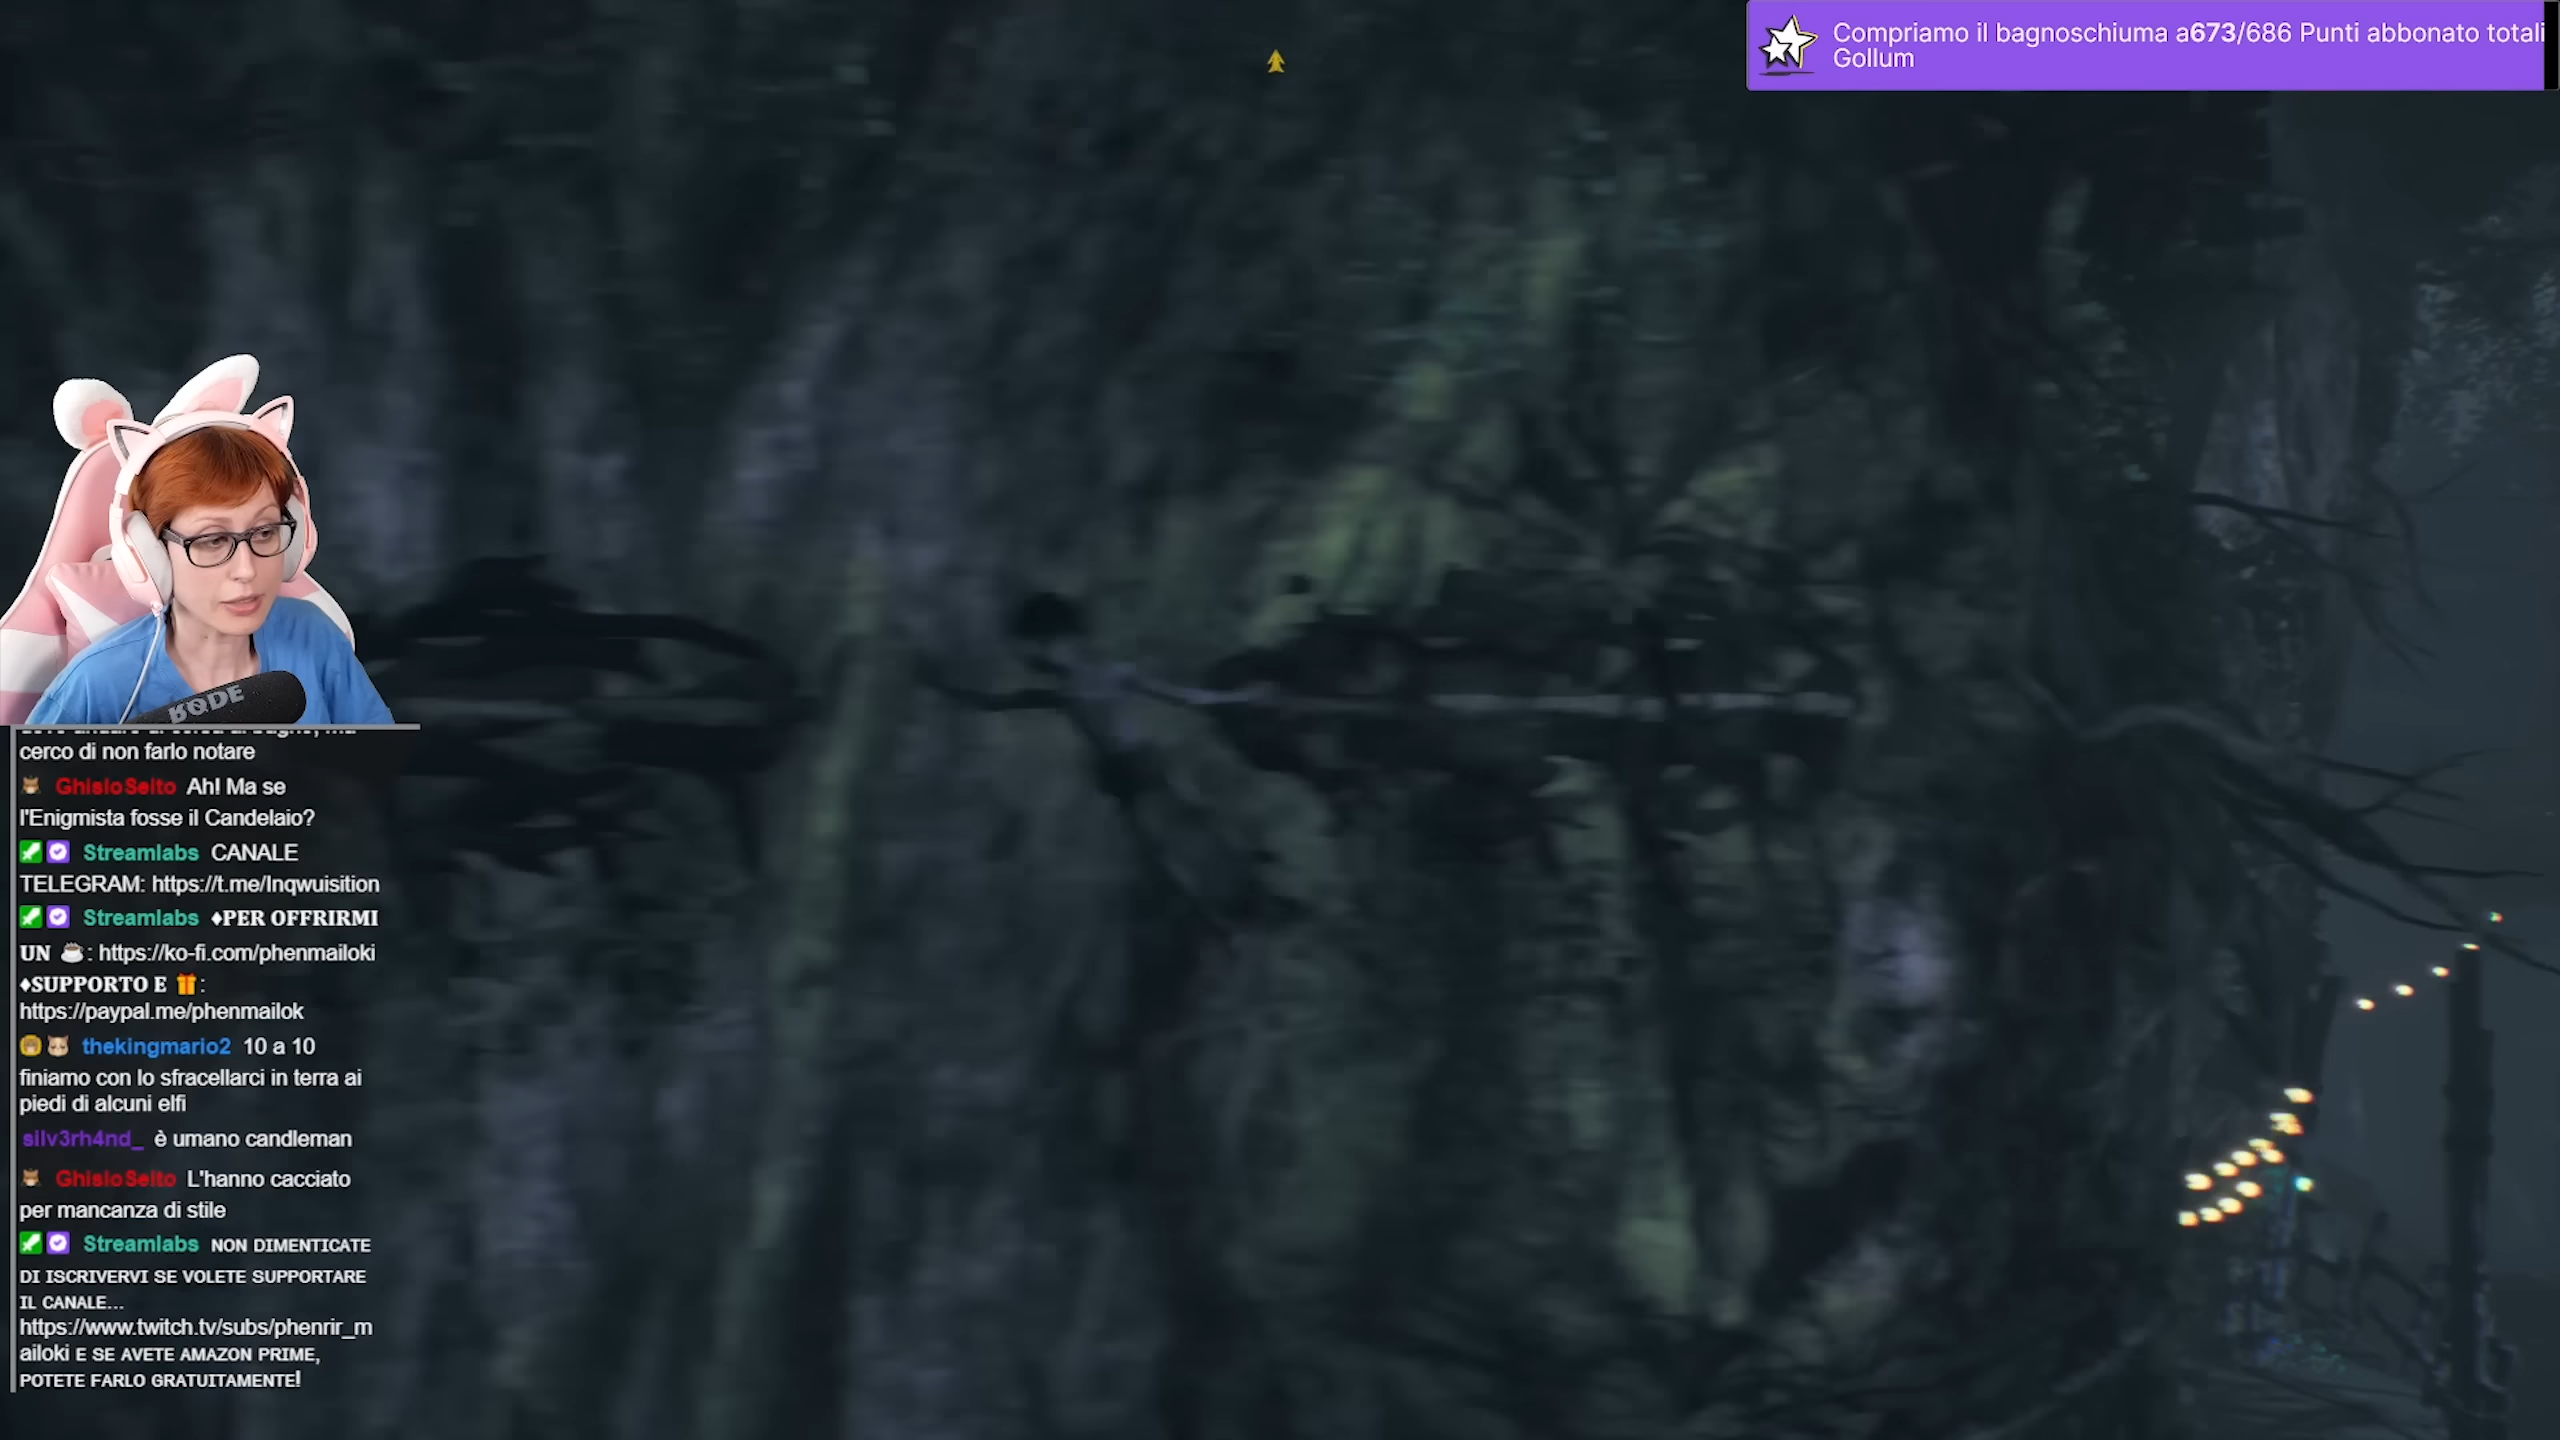 Compriamo il bagnoschiuma a673/686 Punti abbonato totali
Gollum
RØDE
cerco di non farlo notare
GhisloSelto Ah! Ma se
l'Enigmista fosse il Candelaio?
Streamlabs CANALE
TELEGRAM: https://t.me/Inqwuisition
Streamlabs ♦PER OFFRIRMI
UN ☕: https://ko-fi.com/phenmailoki
♦SUPPORTO E 🎁:
https://paypal.me/phenmailok
thekingmario2 10 a 10
finiamo con lo sfracellarci in terra ai
piedi di alcuni elfi
silv3rh4nd_ è umano candleman
GhisloSelto L'hanno cacciato
per mancanza di stile
Streamlabs NON DIMENTICATE
DI ISCRIVERVI SE VOLETE SUPPORTARE
IL CANALE...
https://www.twitch.tv/subs/phenrir_m
ailoki E SE AVETE AMAZON PRIME,
POTETE FARLO GRATUITAMENTE!